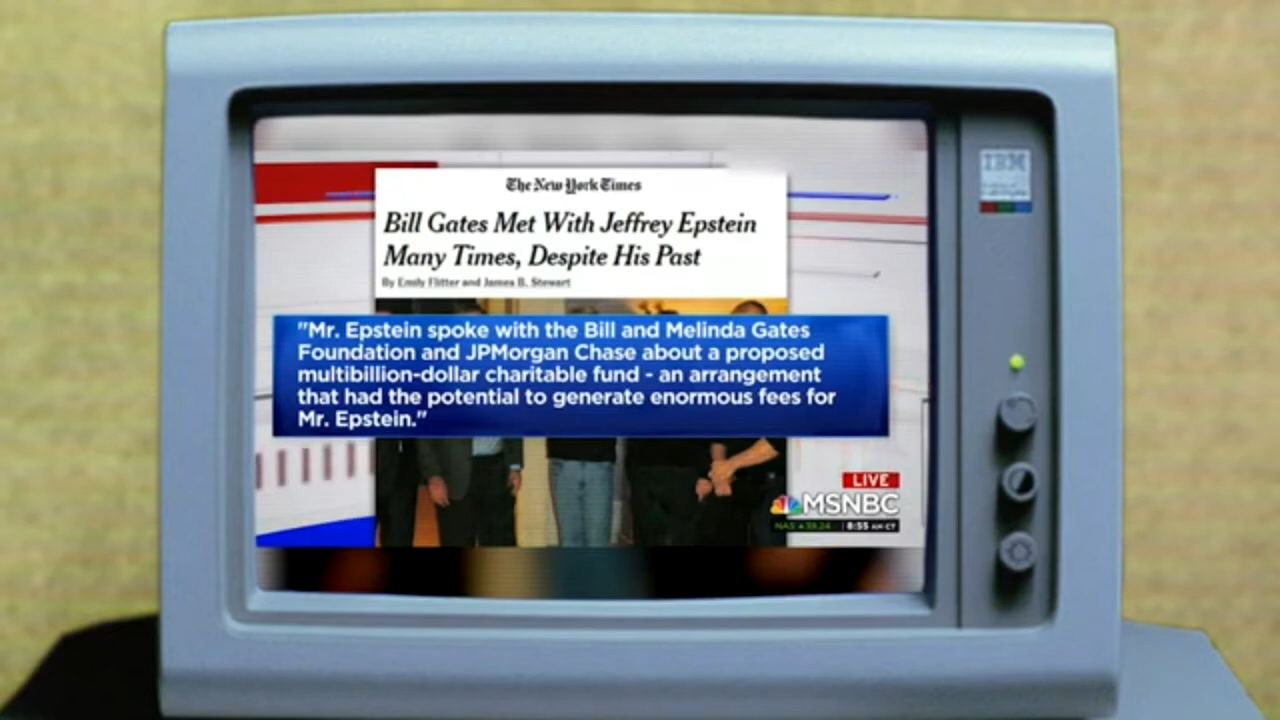 IBM
The New York Times
Bill Gates Met With Jeffrey Epstein
Many Times, Despite His Past
By Emily Flitter and James B. Stewart
"Mr. Epstein spoke with the Bill and Melinda Gates
Foundation and JPMorgan Chase about a proposed
multibillion-dollar charitable fund - an arrangement
that had the potential to generate enormous fees for
Mr. Epstein."
LIVE
MSNBC
NAS ▲39.24 8:55 AM CT